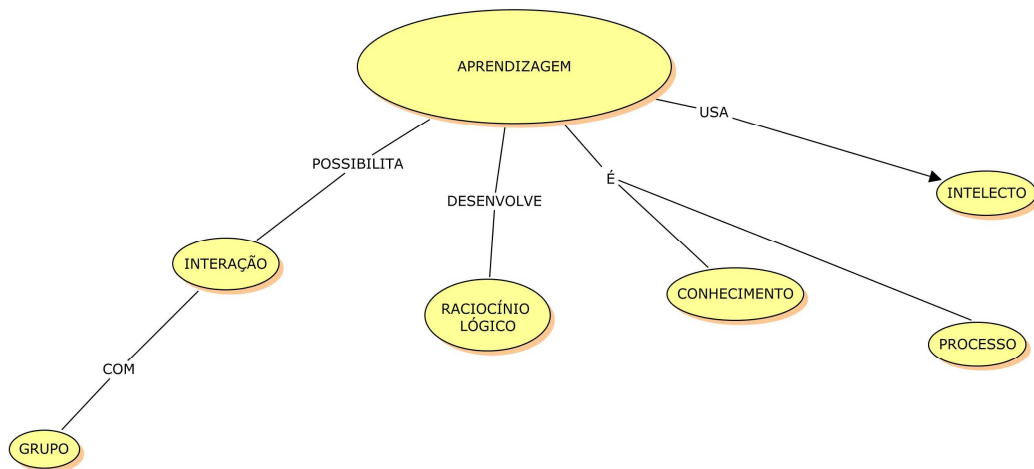 APRENDIZAGEM
USA
POSSIBILITA
É
INTELECTO
DESENVOLVE
INTERAÇÃO
CONHECIMENTO
RACIOCÍNIO
LÓGICO
PROCESSO
COM
GRUPO